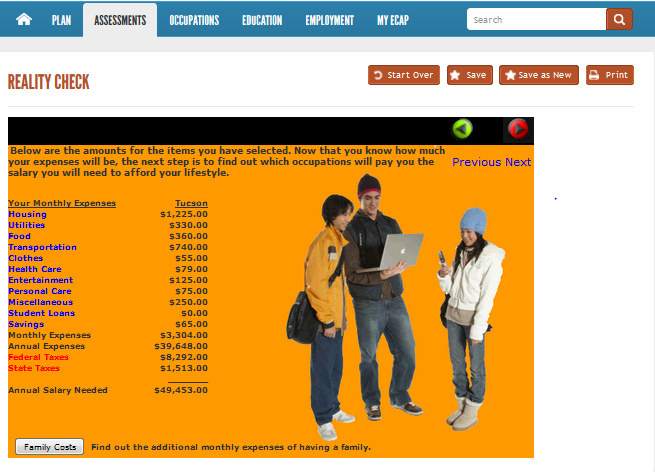 PLAN ASSESSMENTS OCCUPATIONS EDUCATION EMPLOYMENT MY ECAP Search
REALITY CHECK
Start Over Save Save as New Print
Below are the amounts for the items you have selected. Now that you know how much
your expenses will be, the next step is to find out which occupations will pay you the
salary you will need to afford your lifestyle.
Previous Next
Your Monthly Expenses Tucson
Housing $1,225.00
Utilities $330.00
Food $360.00
Transportation $740.00
Clothes $55.00
Health Care $79.00
Entertainment $125.00
Personal Care $75.00
Miscellaneous $250.00
Student Loans $0.00
Savings $65.00
Monthly Expenses $3,304.00
Annual Expenses $39,648.00
Federal Taxes $8,292.00
State Taxes $1,513.00
Annual Salary Needed $49,453.00
Family Costs Find out the additional monthly expenses of having a family.